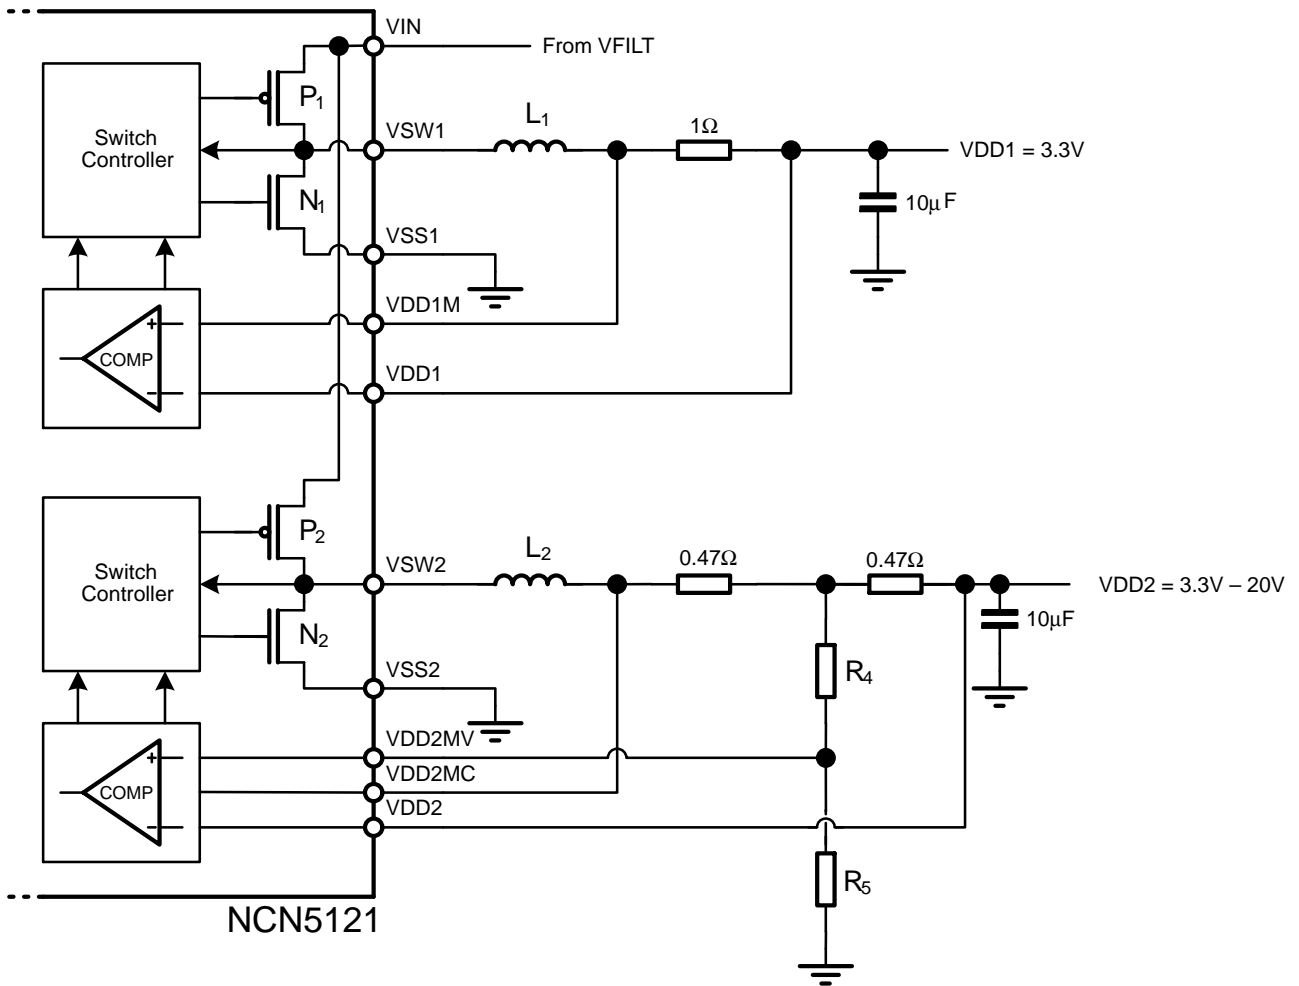 VIN
From VFILT
P1
Switch
Controller
VSW1
L1
1Ω
VDD1 = 3.3V
N1
10μF
VSS1
VDD1M
+
COMP
−
VDD1
P2
Switch
Controller
VSW2
L2
0.47Ω
0.47Ω
VDD2 = 3.3V – 20V
N2
10μF
VSS2
R4
VDD2MV
+
VDD2MC
COMP
VDD2
−
R5
NCN5121